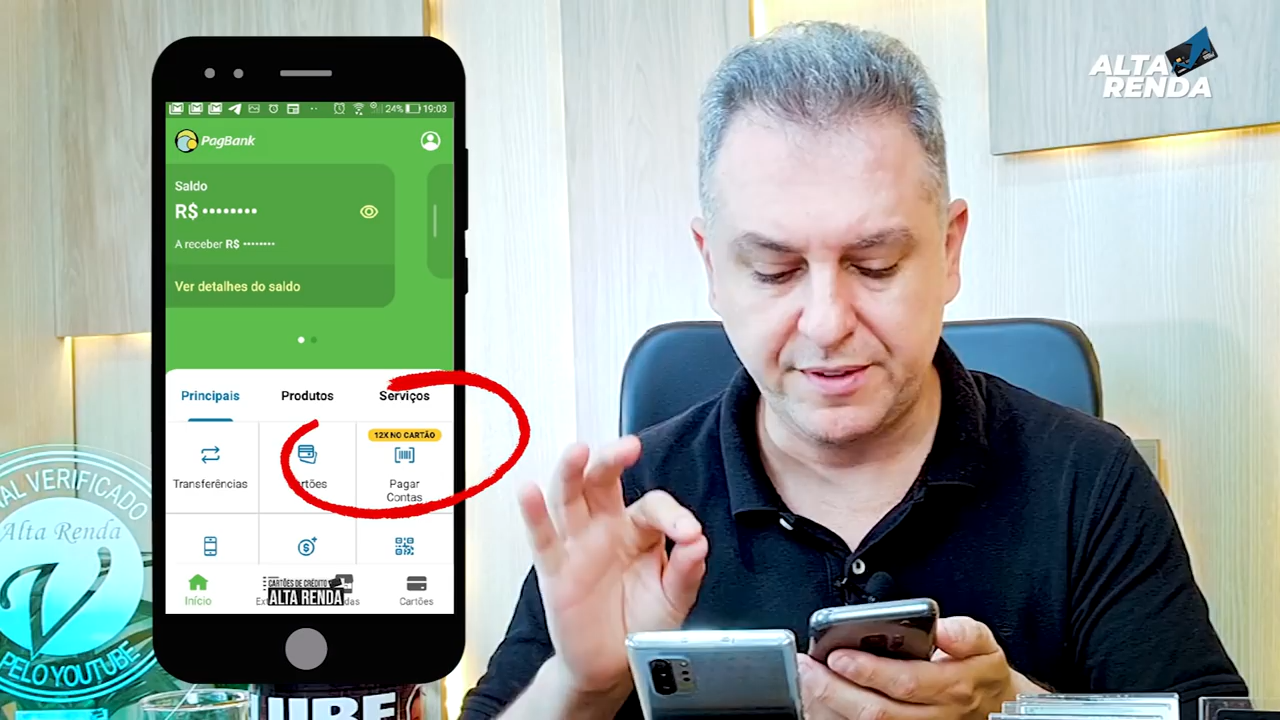 ALTA
RENDA
24% 19:03
PagBank
Saldo
R$ ••••••••
A receber R$ ••••••••
Ver detalhes do saldo
Principais
Produtos
Serviços
12X NO CARTÃO
Transferências
Pagar
Contas
Início
CARTÕES DE CRÉDITO
ALTA RENDA
Cartões
VERIFICADO
Alta Renda
V
PELO YOUTUBE